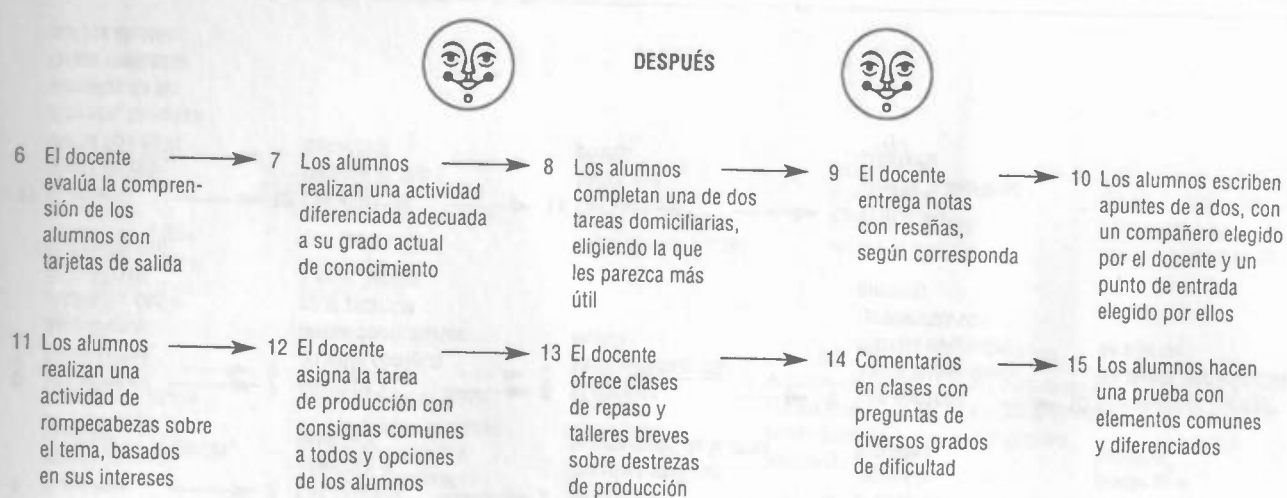 DESPUÉS
6 El docente
evalúa la compren-
sión de los
alumnos con
tarjetas de salida
7 Los alumnos
realizan una actividad
diferenciada adecuada
a su grado actual
de conocimiento
8 Los alumnos
completan una de dos
tareas domiciliarias,
eligiendo la que
les parezca más
útil
9 El docente
entrega notas
con reseñas,
según corresponda
10 Los alumnos escriben
apuntes de a dos, con
un compañero elegido
por el docente y un
punto de entrada
elegido por ellos
11 Los alumnos
realizan una
actividad de
rompecabezas sobre
el tema, basados
en sus intereses
12 El docente
asigna la tarea
de producción con
consignas comunes
a todos y opciones
de los alumnos
13 El docente
ofrece clases
de repaso y
talleres breves
sobre destrezas
de producción
14 Comentarios
en clases con
preguntas de
diversos grados
de dificultad
15 Los alumnos hacen
una prueba con
elementos comunes
y diferenciados